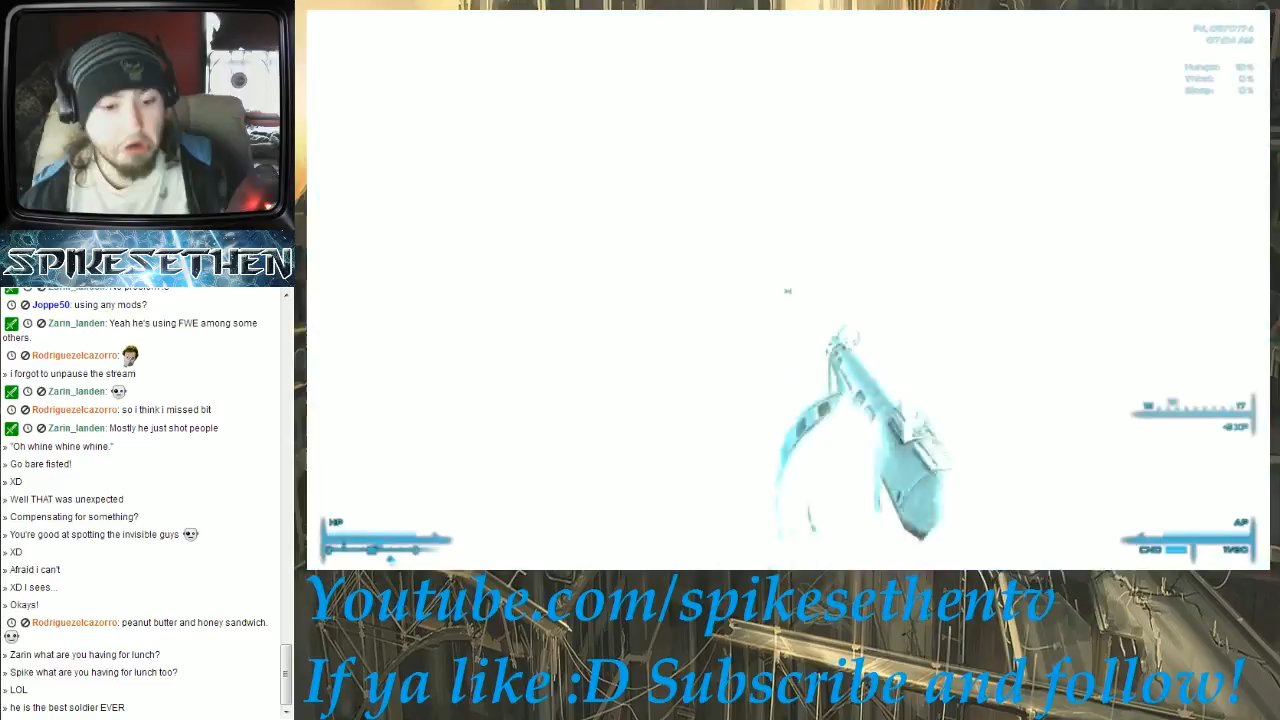 SPIKESETHEN
Joppe50: using any mods?
Zarin_landen: Yeah he's using FWE among some
others.
Rodriguezelcazorro:
» i forgot to unpause the stream
Zarin_landen:
Rodriguezelcazorro: so i think i missed bit
Zarin_landen: Mostly he just shot people
» "Oh whine whine whine."
» Go bare fisted!
» XD
» Well THAT was unexpected
» Compensating for something?
» You're good at spotting the invisible guys
» XD
» Afraid i can't
» XD I sees...
» Okays!
Rodriguezelcazorro: peanut butter and honey sandwich.
» Zarin what are you having for lunch?
» Spike what are you having for lunch too?
» LOL
» he is the best soldier EVER
HP
AP
CND
Youtube.com/spikesethentv
If ya like :D Subscribe and follow!